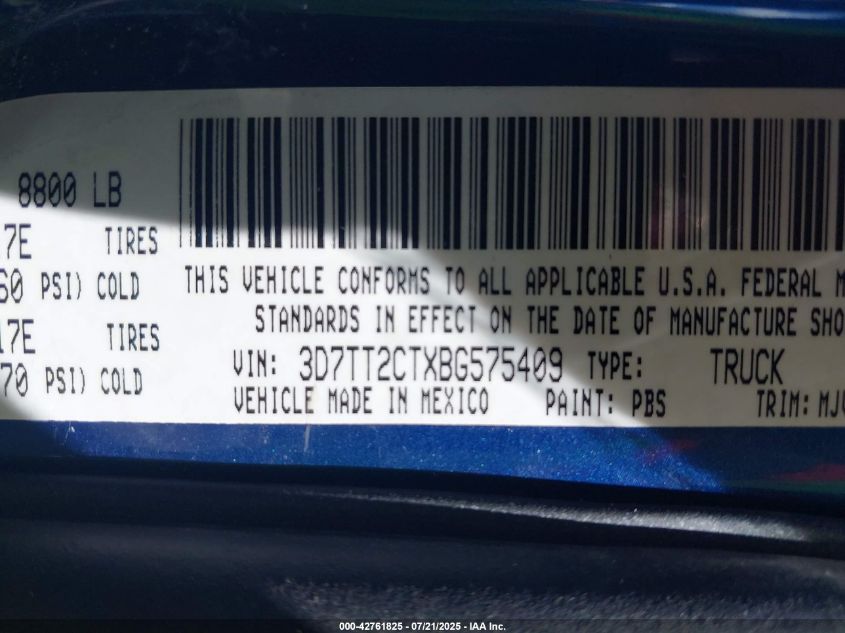 8800 LB
7E TIRES
60 PSI) COLD
THIS VEHICLE CONFORMS TO ALL APPLICABLE U.S.A. FEDERAL M
STANDARDS IN EFFECT ON THE DATE OF MANUFACTURE SHO
17E TIRES
70 PSI) COLD
VIN: 3D7TT2CTXBG575409 TYPE: TRUCK
VEHICLE MADE IN MEXICO PAINT: PBS TRIM: MJV
000-42761825 - 07/21/2025 - IAA Inc.